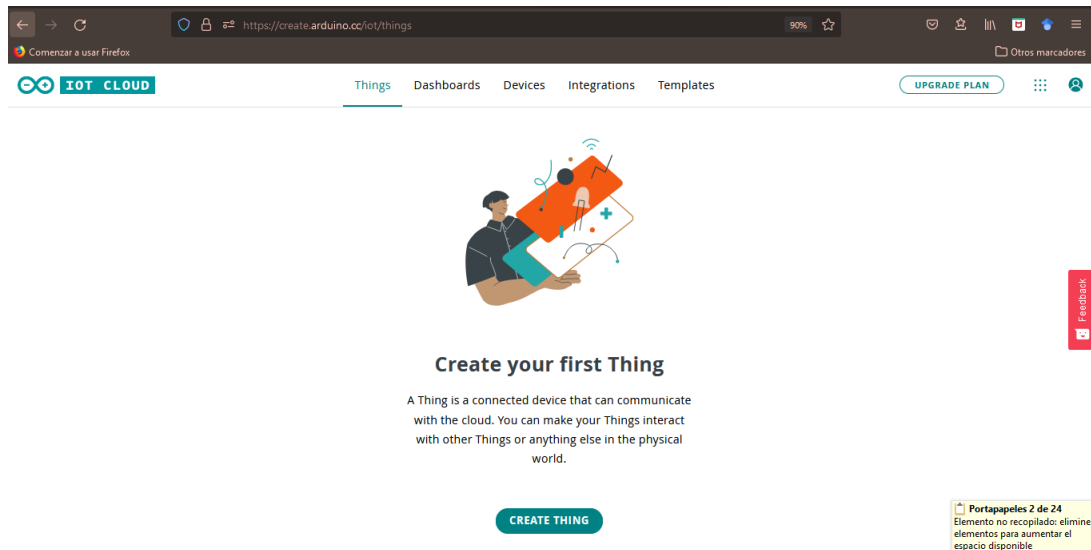 https://create.arduino.cc/iot/things
90%
Comenzar a usar Firefox
Otros marcadores
IOT CLOUD
Things Dashboards Devices Integrations Templates
UPGRADE PLAN
Feedback
Create your first Thing
A Thing is a connected device that can communicate
with the cloud. You can make your Things interact
with other Things or anything else in the physical
world.
CREATE THING
Portapapeles 2 de 24
Elemento no recopilado: elimine
elementos para aumentar el
espacio disponible